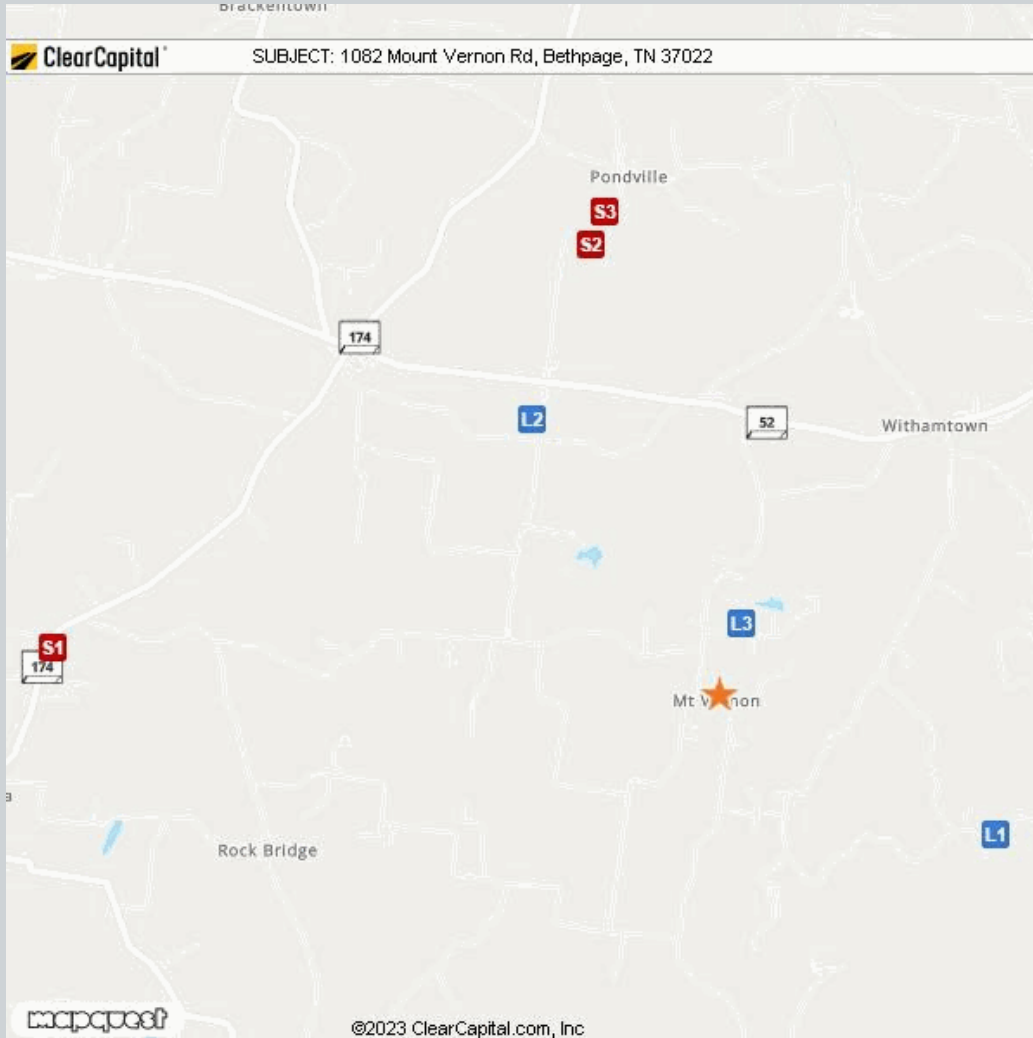 Brackentown
ClearCapital
SUBJECT: 1082 Mount Vernon Rd, Bethpage, TN 37022
Pondville
S3
S2
174
L2
52
Withamtown
L3
S1
174
Mt Vernon
a
L1
Rock Bridge
mapquest
©2023 ClearCapital.com, Inc